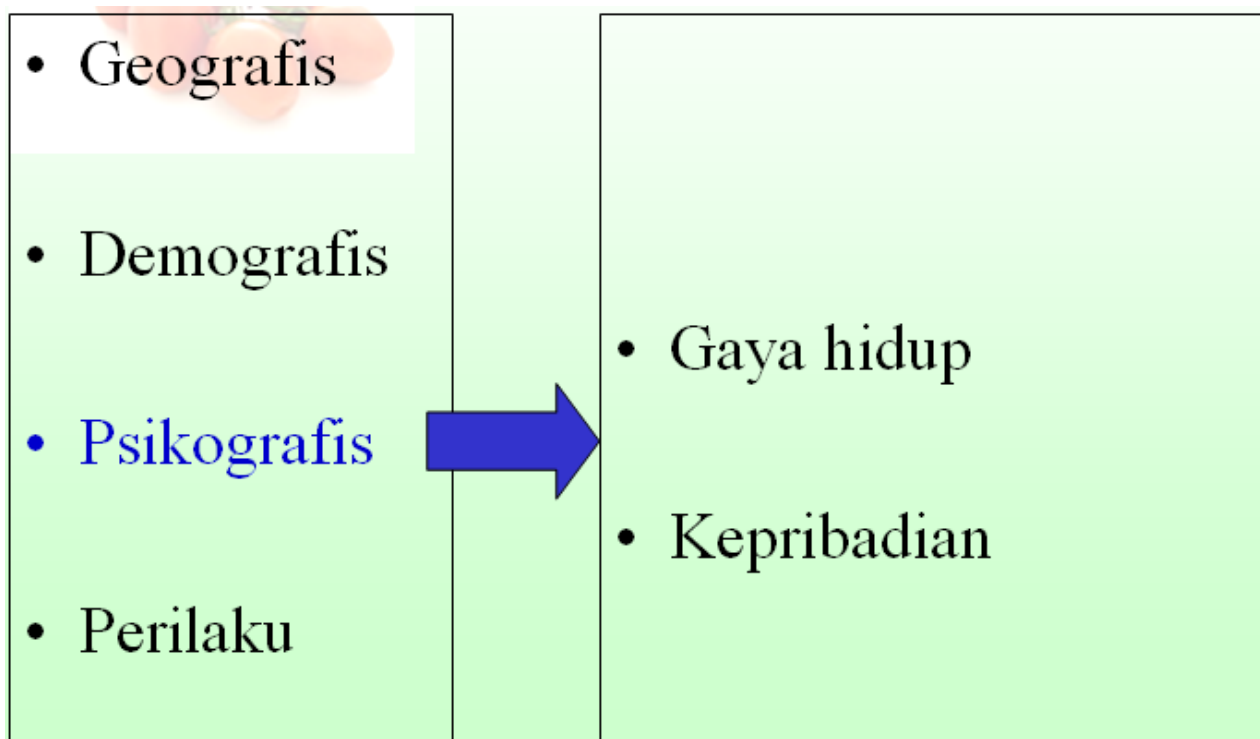 • Geografis
• Demografis
• Psikografis
• Perilaku
• Gaya hidup
• Kepribadian